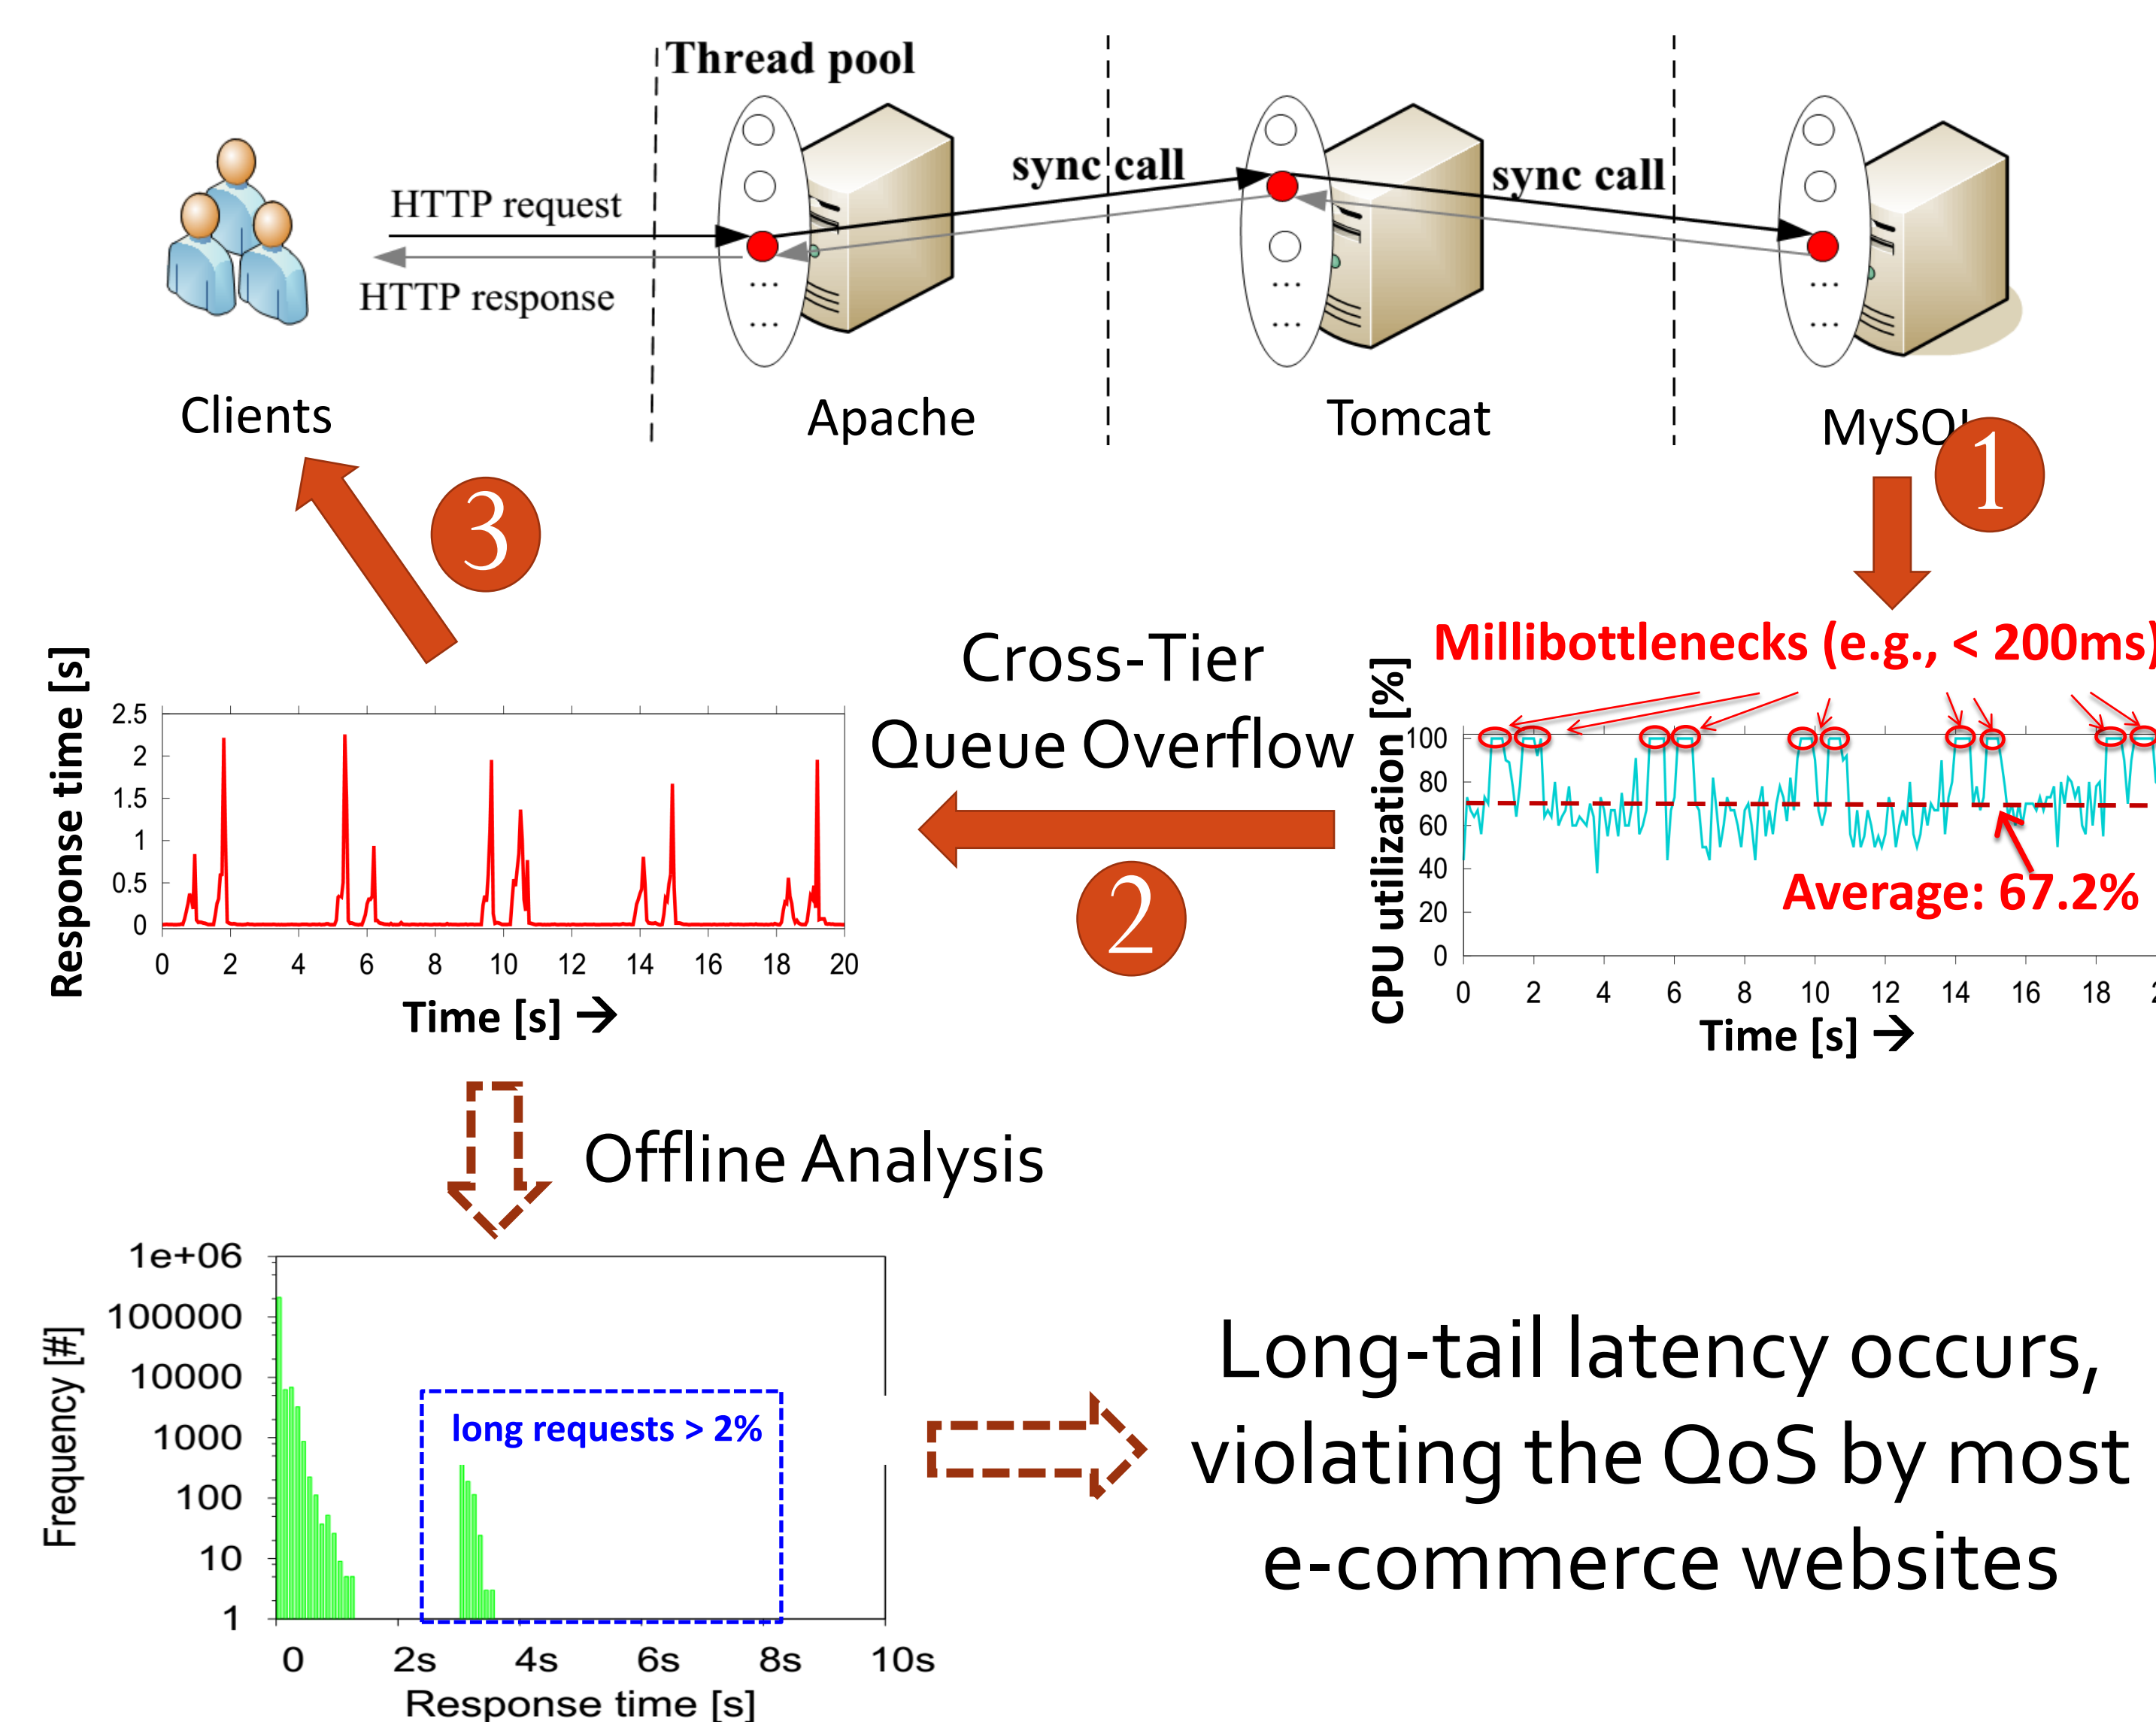 Thread pool
sync call
sync call
HTTP request
HTTP response
...
...
...
...
...
...
Clients
Apache
Tomcat
1
3
Millibottlenecks (e.g., < 200ms)
Cross-Tier
Queue Overflow
2
Response time [s]
2.5
2
1.5
1
0.5
0
0 2 4 6 8 10 12 14 16 18 20
Time [s] →
CPU utilization [%]
100
80
60
40
20
0
Average: 67.2%
0 2 4 6 8 10 12 14 16 18
Time [s] →
Offline Analysis
Frequency [#]
1e+06
100000
10000
1000
100
10
1
long requests > 2%
0 2s 4s 6s 8s 10s
Response time [s]
Long-tail latency occurs,
violating the QoS by most
e-commerce websites